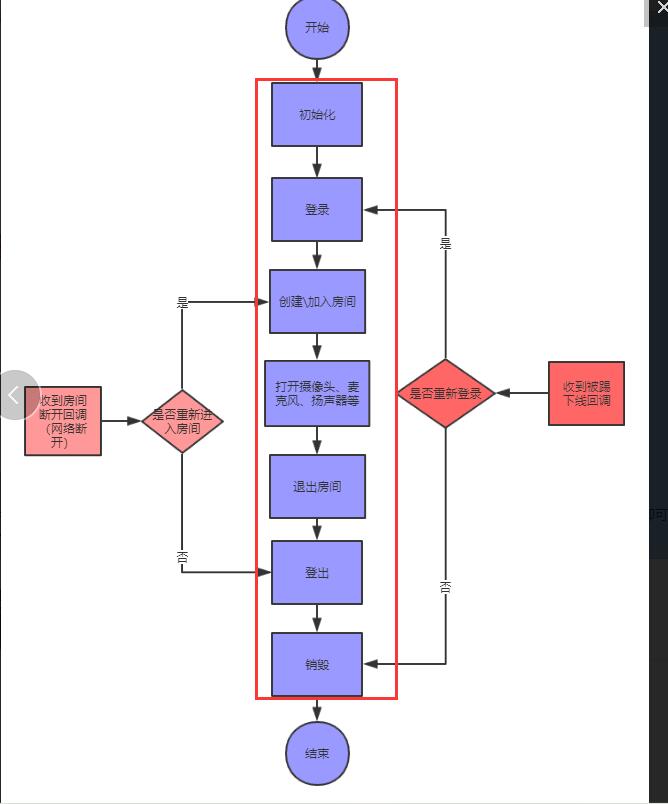 开始
初始化
登录
是
创建\加入房间
是
打开摄像头、麦
克风、扬声器等
收到房间
断开回调
（网络断
开）
是否重新进
入房间
是否重新登录
收到被踢
下线回调
退出房间
否
登出
否
销毁
结束